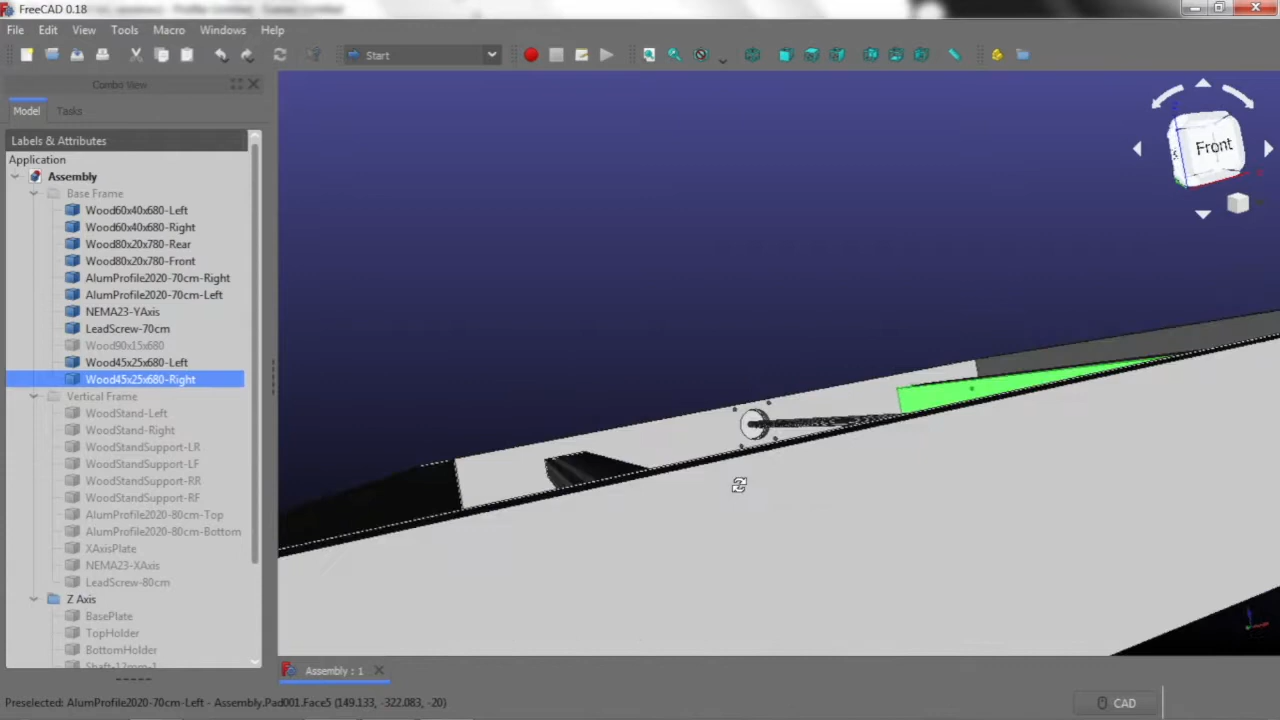 FreeCAD 0.18
File Edit View Tools Macro Windows Help
Start
Combo View
Model Tasks
Labels & Attributes
Application
Assembly
Base Frame
Wood60x40x680-Left
Wood60x40x680-Right
Wood80x20x780-Rear
Wood80x20x780-Front
AlumProfile2020-70cm-Right
AlumProfile2020-70cm-Left
NEMA23-YAxis
LeadScrew-70cm
Wood90x15x680
Wood45x25x680-Left
Wood45x25x680-Right
Vertical Frame
WoodStand-Left
WoodStand-Right
WoodStandSupport-LR
WoodStandSupport-LF
WoodStandSupport-RR
WoodStandSupport-RF
AlumProfile2020-80cm-Top
AlumProfile2020-80cm-Bottom
XAxisPlate
NEMA23-XAxis
LeadScrew-80cm
Z Axis
BasePlate
TopHolder
BottomHolder
Shaft-12mm-1
Front
Assembly : 1
Preselected: AlumProfile2020-70cm-Left - Assembly.Pad001.Face5 (149.133, -322.083, -20)
CAD